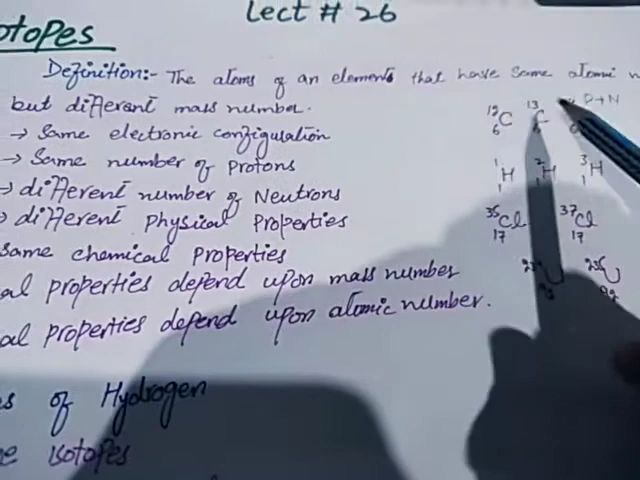 Lect # 26
otopes
Definition:- The atoms of an elements that have same atomic
but different mass number.
→ Same electronic configulation
→ Same number of Protons
→ different number of Neutrons
→ different Physical Properties
same chemical properties
al properties depend upon mass number
al properties depend upon atomic number.
s of Hydrogen
e isotopes
P+N
12 6 C 13 6 C
1 1 H 2 1 H 3 1 H
35 17 Cl 37 17 Cl
U U